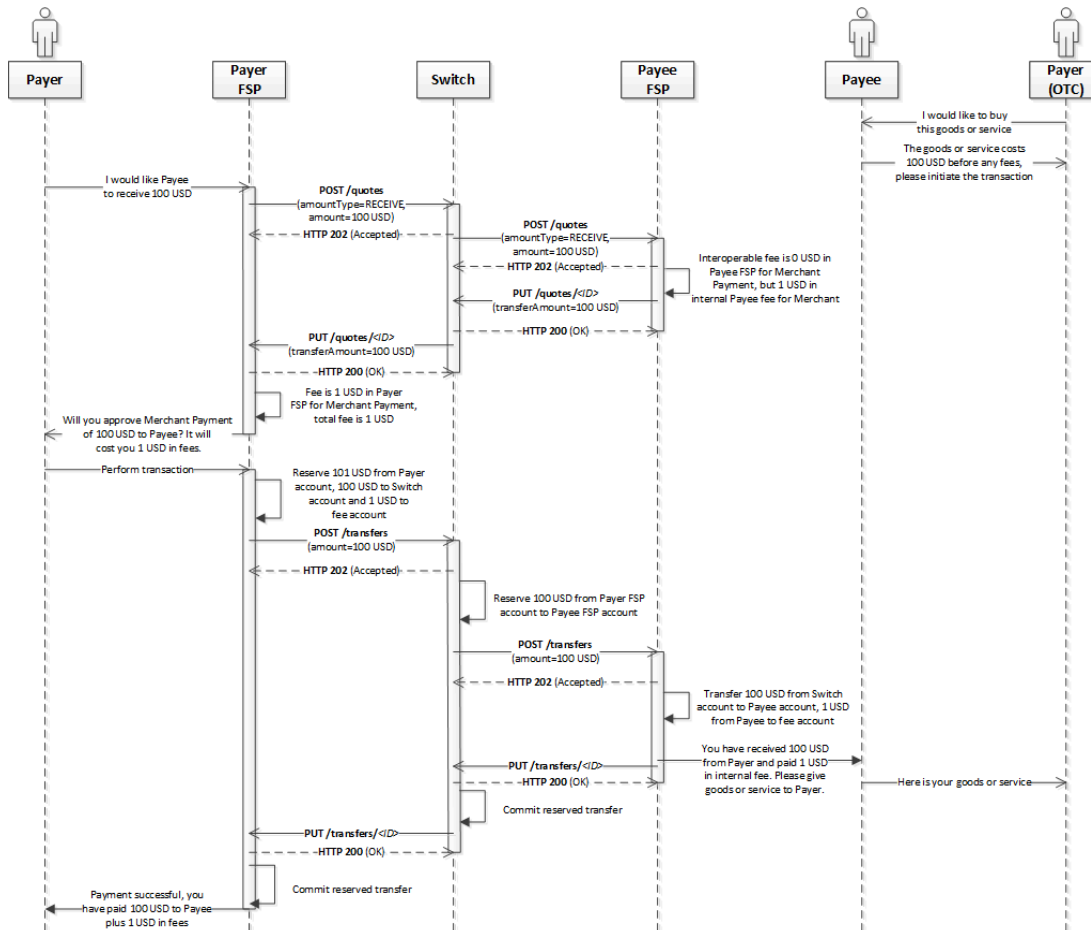 Payer
Payer
FSP
Switch
Payee
FSP
Payee
Payer
(OTC)
I would like to buy
this goods or service
The goods or service costs
100 USD before any fees,
please initiate the transaction
I would like Payee
to receive 100 USD
POST /quotes
(amountType=RECEIVE,
amount=100 USD)
HTTP 202 (Accepted)
POST /quotes
(amountType=RECEIVE,
amount=100 USD)
HTTP 202 (Accepted)
Interoperable fee is 0 USD in
Payee FSP for Merchant
Payment, but 1 USD in
internal Payee fee for Merchant
PUT /quotes/<ID>
(transferAmount=100 USD)
HTTP 200 (OK)
PUT /quotes/<ID>
(transferAmount=100 USD)
HTTP 200 (OK)
Fee is 1 USD in Payer
FSP for Merchant Payment,
total fee is 1 USD
Will you approve Merchant Payment
of 100 USD to Payee? It will
cost you 1 USD in fees.
Perform transaction
Reserve 101 USD from Payer
account, 100 USD to Switch
account and 1 USD to
fee account
POST /transfers
(amount=100 USD)
HTTP 202 (Accepted)
Reserve 100 USD from Payer FSP
account to Payee FSP account
POST /transfers
(amount=100 USD)
HTTP 202 (Accepted)
Transfer 100 USD from Switch
account to Payee account, 1 USD
from Payee to fee account
You have received 100 USD
from Payer and paid 1 USD
in internal fee. Please give
goods or service to Payer.
PUT /transfers/<ID>
HTTP 200 (OK)
Here is your goods or service
Commit reserved transfer
PUT /transfers/<ID>
HTTP 200 (OK)
Commit reserved transfer
Payment successful, you
have paid 100 USD to Payee
plus 1 USD in fees